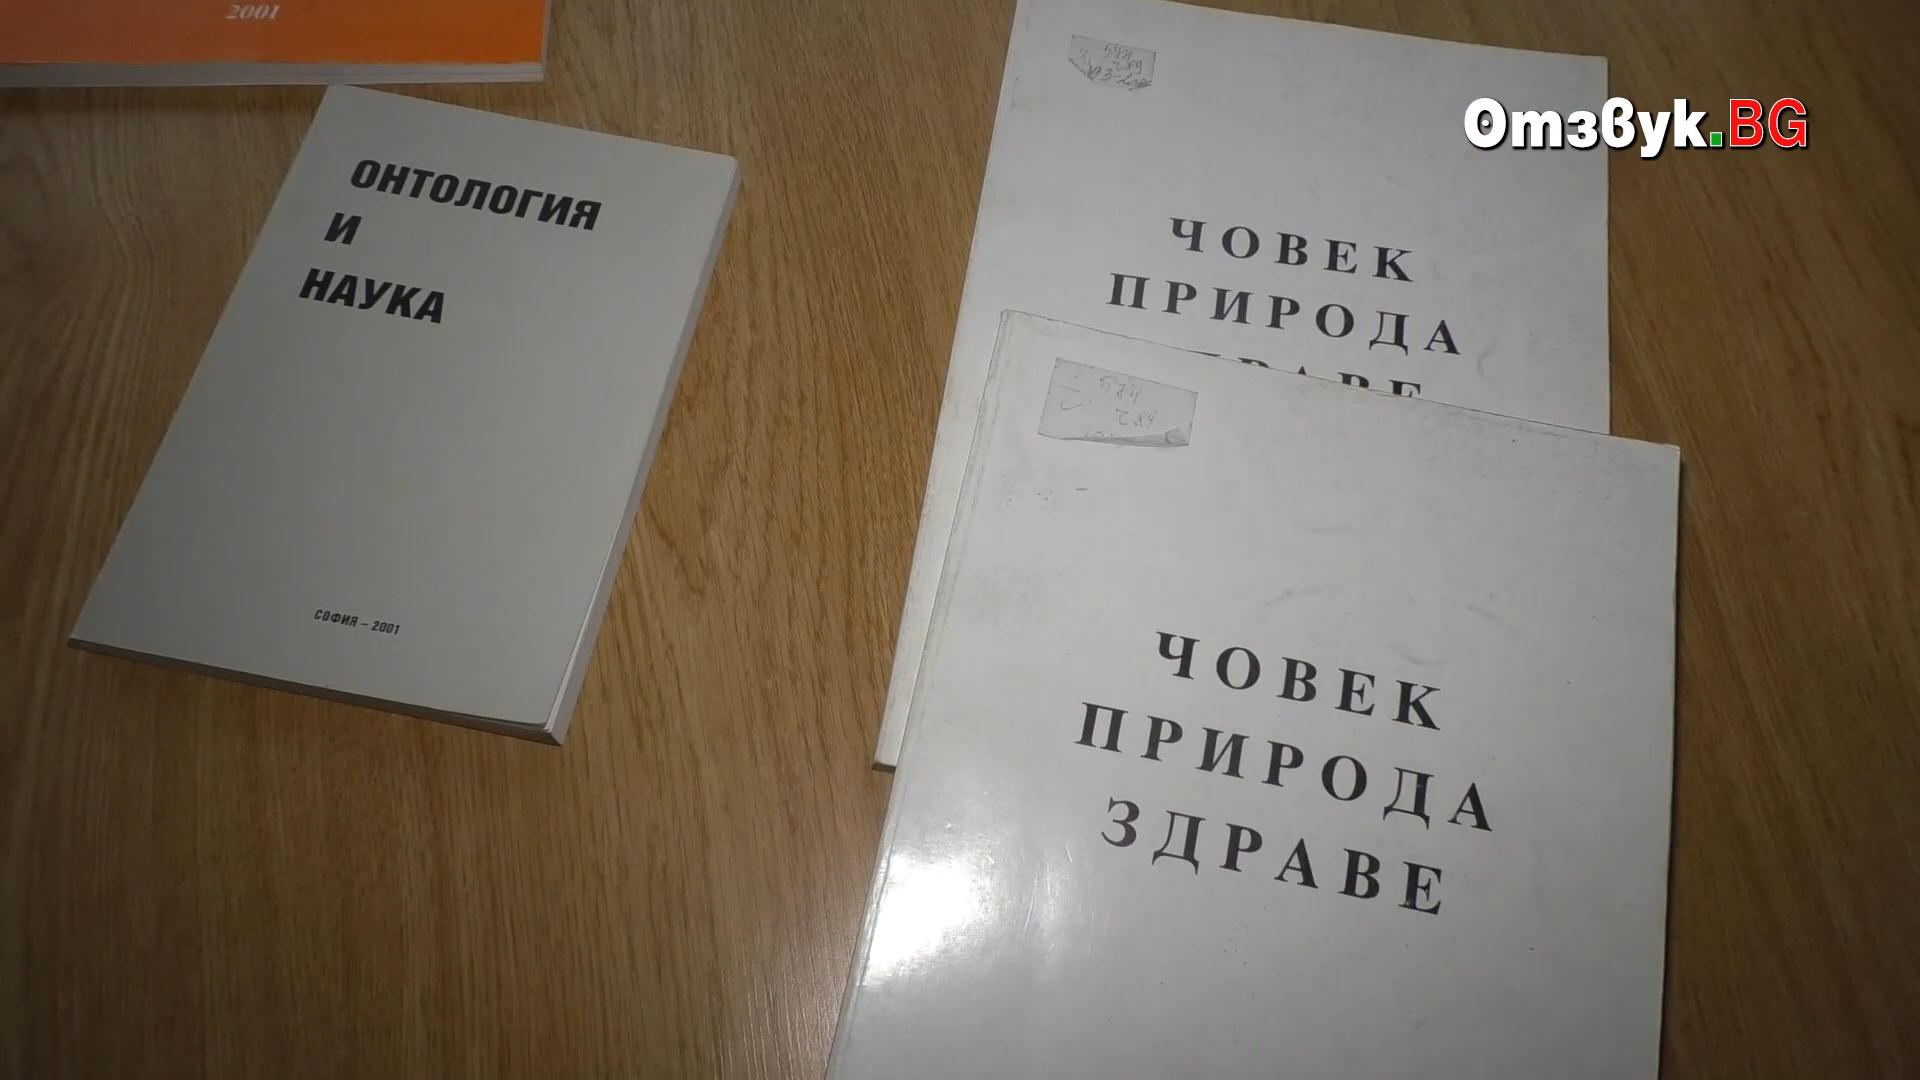 2001
ОНТОЛОГИЯ
И
НАУКА
СОФИЯ – 2001
Отзвук.BG
ЧОВЕК
ПРИРОДА
ЧОВЕК
ПРИРОДА
ЗДРАВЕ